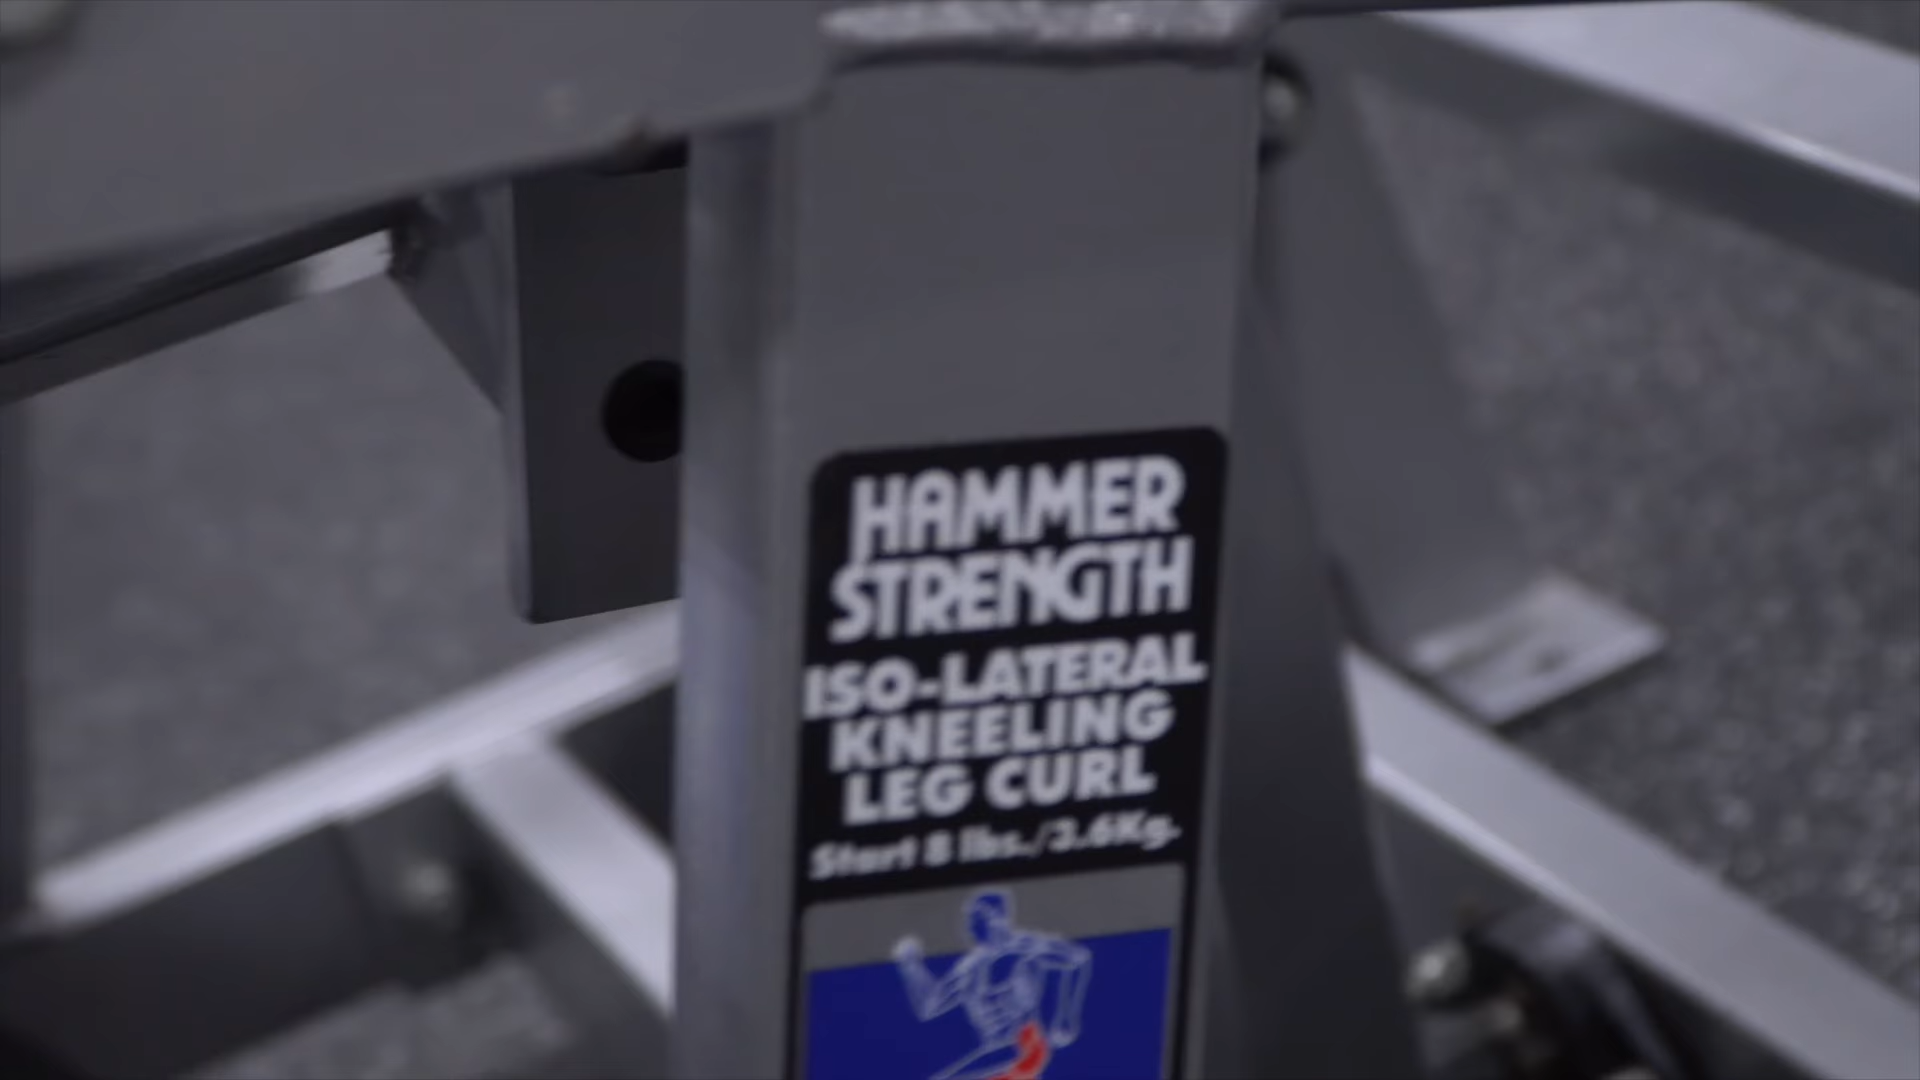 HAMMER
STRENGTH
ISO-LATERAL
KNEELING
LEG CURL
Start 8 lbs./3.6Kg.